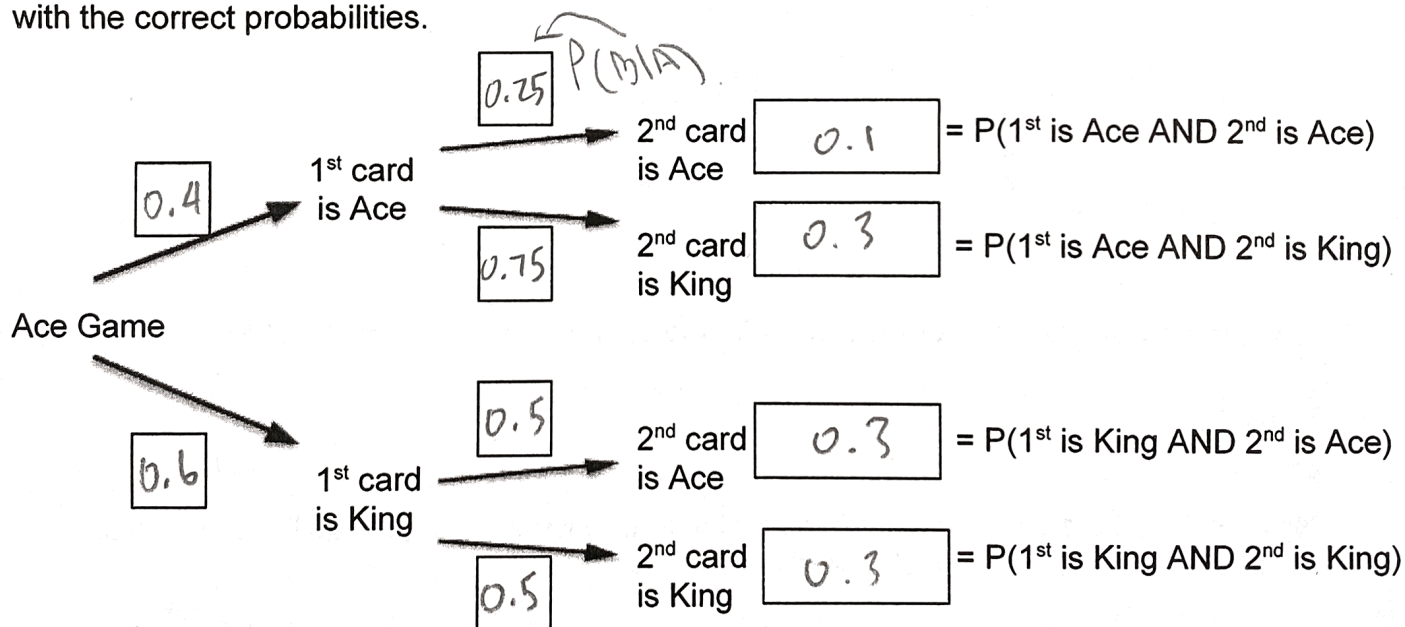 with the correct probabilities.
0.25 P(B|A)
2nd card is Ace 0.1 = P(1st is Ace AND 2nd is Ace)
0.4
1st card is Ace
0.75
2nd card is King 0.3 = P(1st is Ace AND 2nd is King)
Ace Game
0.6
1st card is King
0.5
2nd card is Ace 0.3 = P(1st is King AND 2nd is Ace)
0.5
2nd card is King 0.3 = P(1st is King AND 2nd is King)